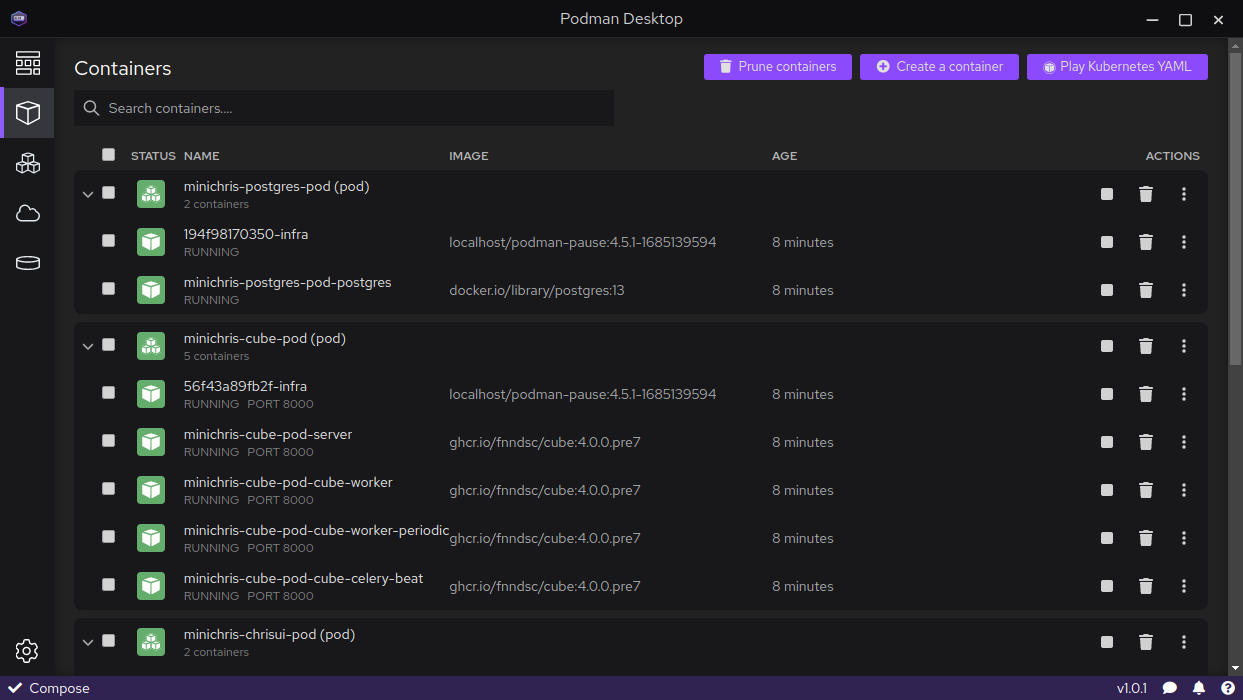 Podman Desktop
Containers
Prune containers
Create a container
Play Kubernetes YAML
Search containers....
STATUS NAME IMAGE AGE ACTIONS
minichris-postgres-pod (pod)
2 containers
194f98170350-infra
RUNNING
localhost/podman-pause:4.5.1-1685139594
8 minutes
minichris-postgres-pod-postgres
RUNNING
docker.io/library/postgres:13
8 minutes
minichris-cube-pod (pod)
5 containers
56f43a89fb2f-infra
RUNNING PORT 8000
localhost/podman-pause:4.5.1-1685139594
8 minutes
minichris-cube-pod-server
RUNNING PORT 8000
ghcr.io/fnndsc/cube:4.0.0.pre7
8 minutes
minichris-cube-pod-cube-worker
RUNNING PORT 8000
ghcr.io/fnndsc/cube:4.0.0.pre7
8 minutes
minichris-cube-pod-cube-worker-periodic
RUNNING PORT 8000
ghcr.io/fnndsc/cube:4.0.0.pre7
8 minutes
minichris-cube-pod-cube-celery-beat
RUNNING PORT 8000
ghcr.io/fnndsc/cube:4.0.0.pre7
8 minutes
minichris-chrisui-pod (pod)
2 containers
Compose
v1.0.1